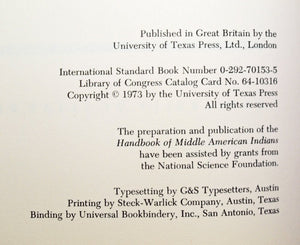 Published in Great Britain by the
University of Texas Press, Ltd., London
International Standard Book Number 0-292-70153-5
Library of Congress Catalog Card No. 64-10316
Copyright © 1973 by the University of Texas Press
All rights reserved
The preparation and publication of the
Handbook of Middle American Indians
have been assisted by grants from
the National Science Foundation.
Typesetting by G&S Typesetters, Austin
Printing by Steck-Warlick Company, Austin, Texas
Binding by Universal Bookbindery, Inc., San Antonio, Texas